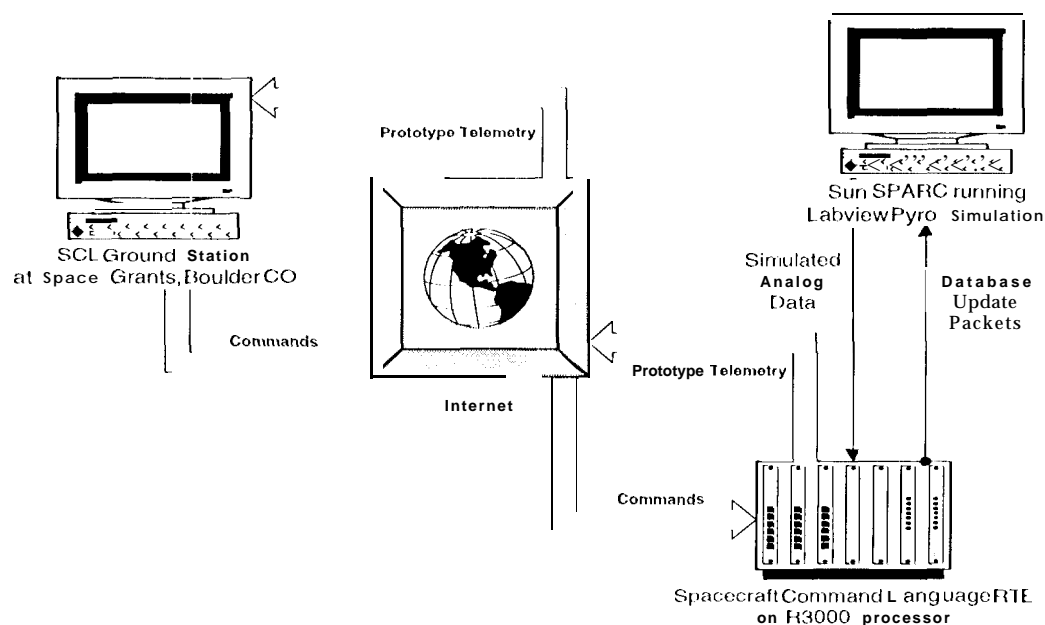 Prototype Telemetry
SCL Ground Station
at Space Grants, Boulder CO
Commands
Internet
Sun SPARC running
Labview Pyro Simulation
Simulated
Analog
Data
Database
Update
Packets
Prototype Telemetry
Commands
Spacecraft Command Language RTE
on R3000 processor